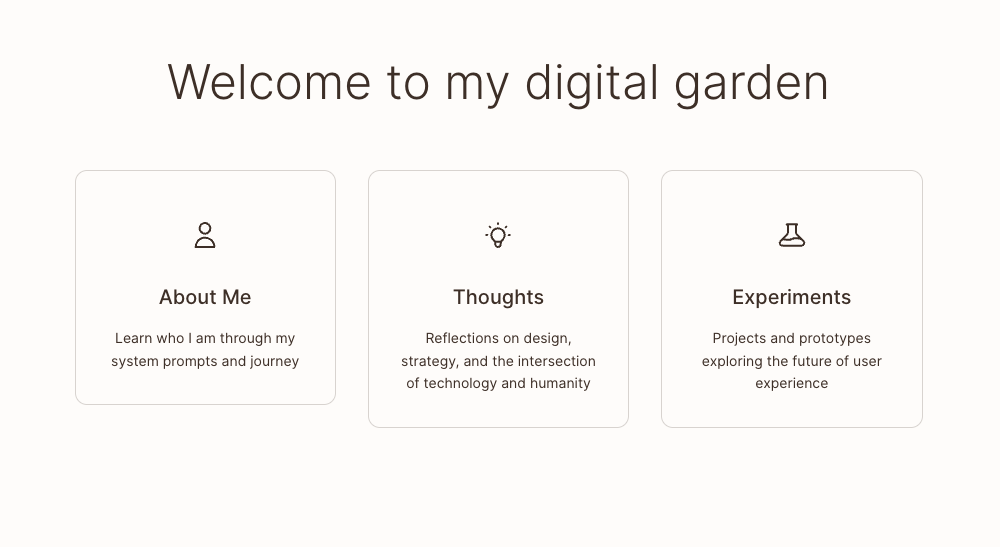 Welcome to my digital garden
About Me
Learn who I am through my
system prompts and journey
Thoughts
Reflections on design,
strategy, and the intersection
of technology and humanity
Experiments
Projects and prototypes
exploring the future of user
experience